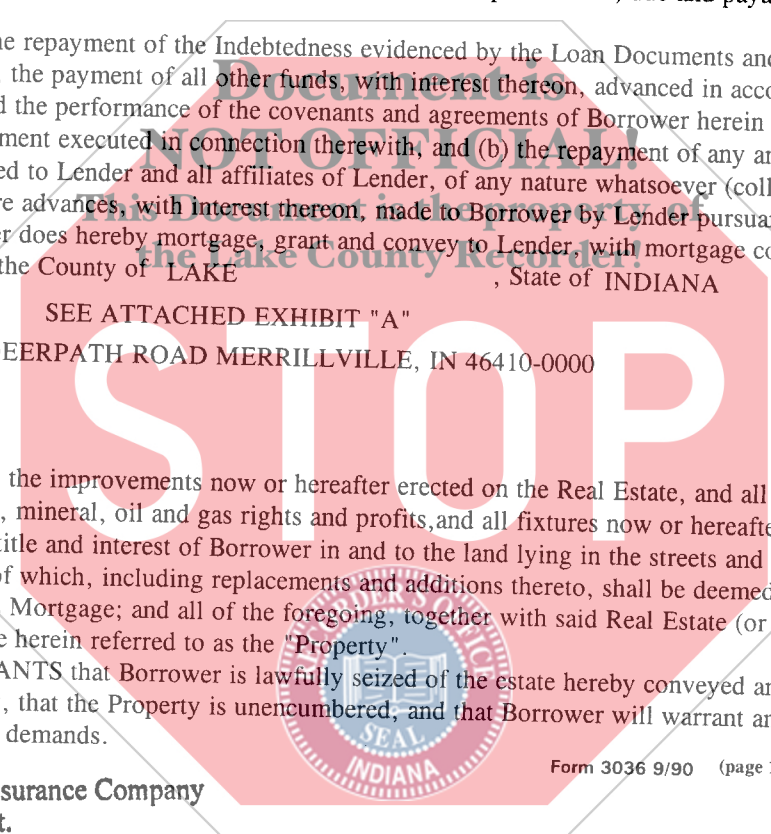 the repayment of the Indebtedness evidenced by the Loan Documents and
the payment of all other funds, with interest thereon, advanced in acco
Document is
d the performance of the covenants and agreements of Borrower herein
NOT OFFICIAL!
ment executed in connection therewith, and (b) the repayment of any a
ed to Lender and all affiliates of Lender, of any nature whatsoever (coll
This Document is the property of
re advances, with interest thereon, made to Borrower by Lender pursua
er does hereby mortgage, grant and convey to Lender, with mortgage co
the Lake County Recorder!
the County of LAKE , State of INDIANA
SEE ATTACHED EXHIBIT "A"
EERPATH ROAD MERRILLVILLE, IN 46410-0000
STOP
the improvements now or hereafter erected on the Real Estate, and all
, mineral, oil and gas rights and profits,and all fixtures now or hereafte
title and interest of Borrower in and to the land lying in the streets and
of which, including replacements and additions thereto, shall be deemed
Mortgage; and all of the foregoing, together with said Real Estate (or
e herein referred to as the "Property".
ANTS that Borrower is lawfully seized of the estate hereby conveyed a
, that the Property is unencumbered, and that Borrower will warrant a
demands.
RECORDER'S OFFICE
SEAL
INDIANA
Form 3036 9/90 (page
surance Company
t.